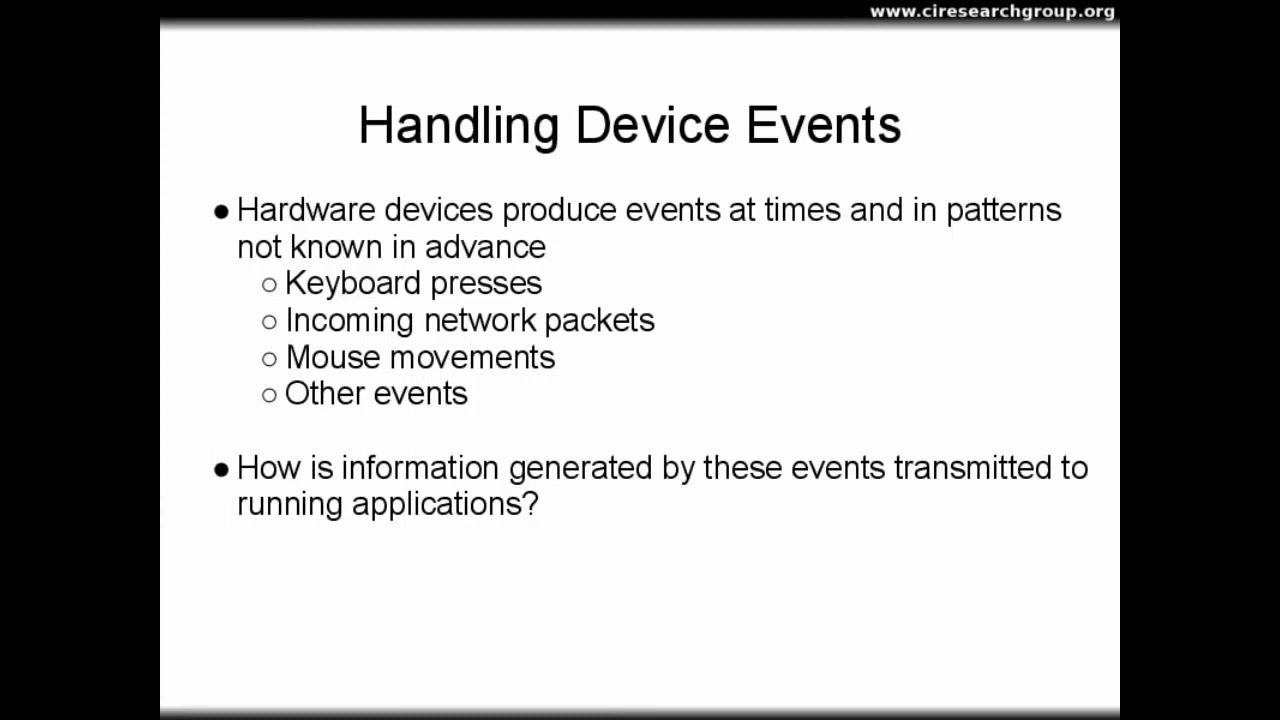 www.ciresearchgroup.org
Handling Device Events
● Hardware devices produce events at times and in patterns
not known in advance
○ Keyboard presses
○ Incoming network packets
○ Mouse movements
○ Other events
● How is information generated by these events transmitted to
running applications?